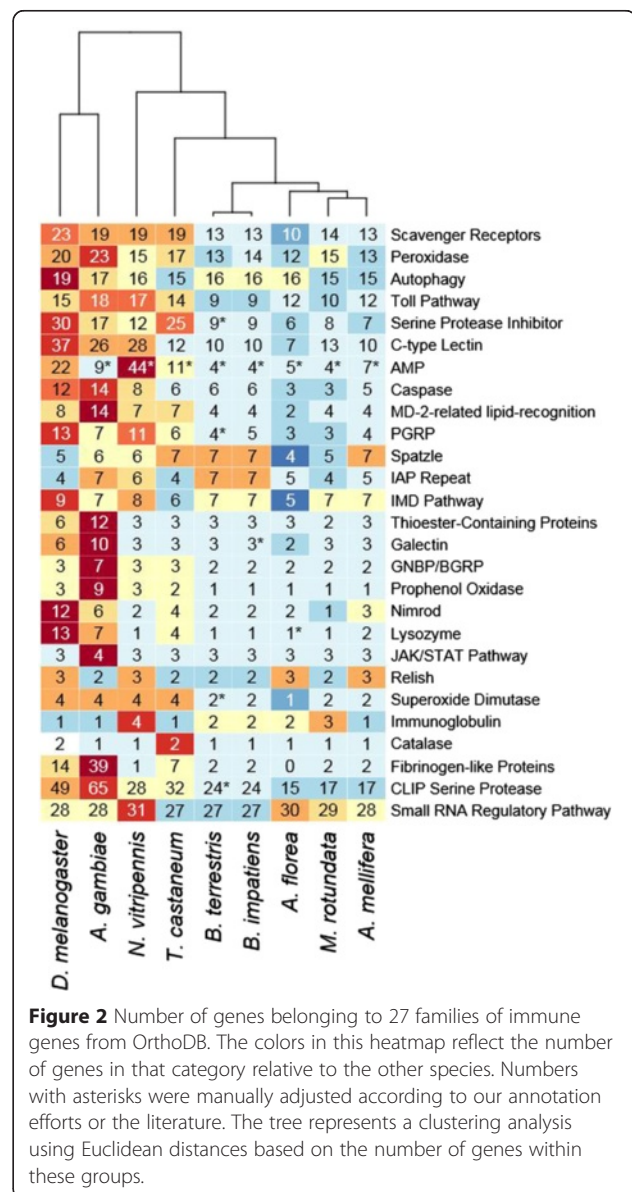 23 19 19 19 13 13 10 14 13 Scavenger Receptors
20 23 15 17 13 14 12 15 13 Peroxidase
19 17 16 15 16 16 16 15 15 Autophagy
15 18 17 14 9 9 12 10 12 Toll Pathway
30 17 12 25 9* 9 6 8 7 Serine Protease Inhibitor
37 26 28 12 10 10 7 13 10 C-type Lectin
22 9* 44* 11* 4* 4* 5* 4* 7* AMP
12 14 8 6 6 6 3 3 5 Caspase
8 14 7 7 4 4 2 4 4 MD-2-related lipid-recognition
13 7 11 6 4* 5 3 3 4 PGRP
5 6 6 7 7 7 4 5 7 Spatzle
4 7 6 4 7 7 5 4 5 IAP Repeat
9 7 8 6 7 7 5 7 7 IMD Pathway
6 12 3 3 3 3 3 2 3 Thioester-Containing Proteins
6 10 3 3 3 3* 2 3 3 Galectin
3 7 3 3 2 2 2 2 2 GNBP/BGRP
3 9 3 2 1 1 1 1 1 Prophenol Oxidase
12 6 2 4 2 2 2 1 3 Nimrod
13 7 1 4 1 1 1* 1 2 Lysozyme
3 4 3 3 3 3 3 3 3 JAK/STAT Pathway
3 2 3 2 2 2 3 2 3 Relish
4 4 4 4 2* 2 1 2 2 Superoxide Dimutase
1 1 4 1 2 2 2 3 1 Immunoglobulin
2 1 1 2 1 1 1 1 1 Catalase
14 39 1 7 2 2 0 2 2 Fibrinogen-like Proteins
49 65 28 32 24* 24 15 17 17 CLIP Serine Protease
28 28 31 27 27 27 30 29 28 Small RNA Regulatory Pathway
D. melanogaster
A. gambiae
N. vitripennis
T. castaneum
B. terrestris
B. impatiens
A. florea
M. rotundata
A. mellifera
Figure 2 Number of genes belonging to 27 families of immune
genes from OrthoDB. The colors in this heatmap reflect the number
of genes in that category relative to the other species. Numbers
with asterisks were manually adjusted according to our annotation
efforts or the literature. The tree represents a clustering analysis
using Euclidean distances based on the number of genes within
these groups.